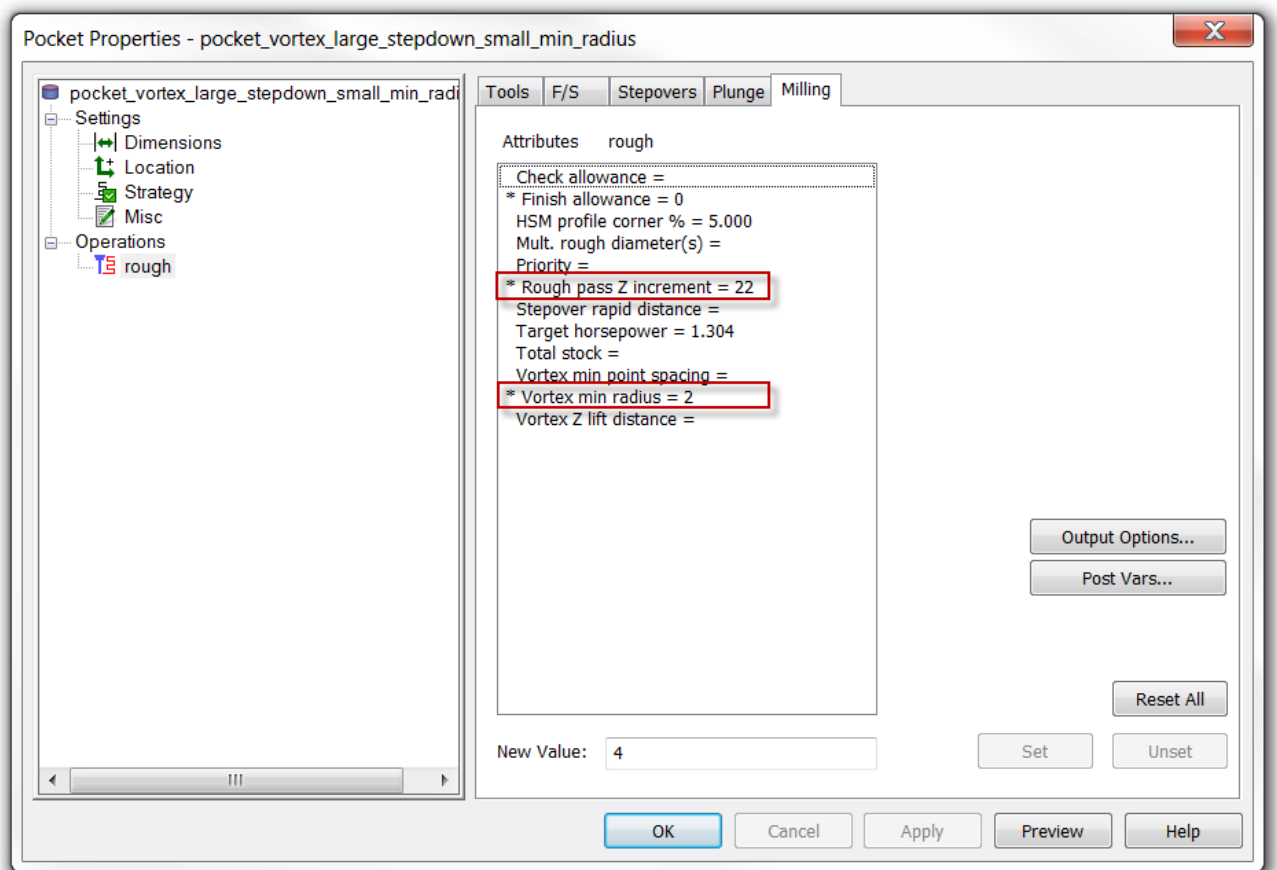 Pocket Properties - pocket_vortex_large_stepdown_small_min_radius
pocket_vortex_large_stepdown_small_min_radi
Settings
Dimensions
Location
Strategy
Misc
Operations
rough
Tools F/S Stepovers Plunge Milling
Attributes rough
Check allowance =
* Finish allowance = 0
HSM profile corner % = 5.000
Mult. rough diameter(s) =
Priority =
* Rough pass Z increment = 22
Stepover rapid distance =
Target horsepower = 1.304
Total stock =
Vortex min point spacing =
* Vortex min radius = 2
Vortex Z lift distance =
Output Options...
Post Vars...
Reset All
New Value: 4 Set Unset
OK Cancel Apply Preview Help